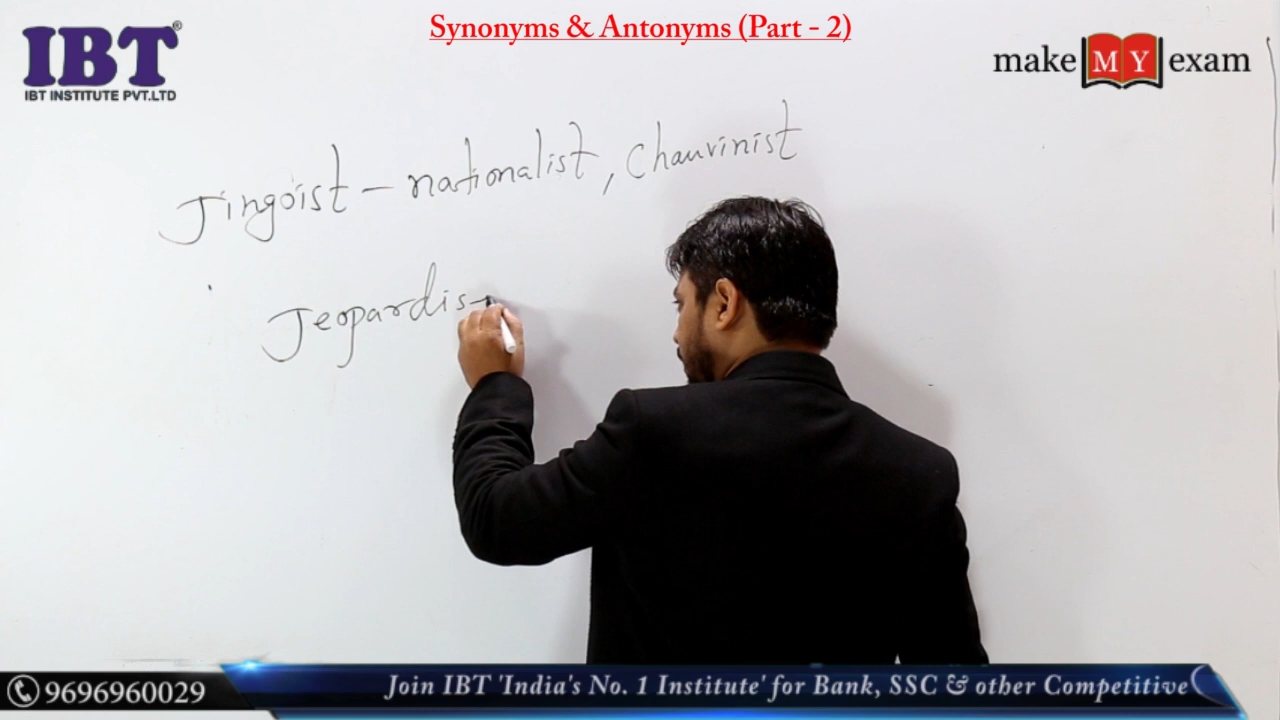 Synonyms & Antonyms (Part - 2)
IBT®
IBT INSTITUTE PVT.LTD
make MY exam
Jingoist - nationalist, chauvinist
Jeopardis
9696960029
Join IBT 'India's No. 1 Institute' for Bank, SSC & other Competitive